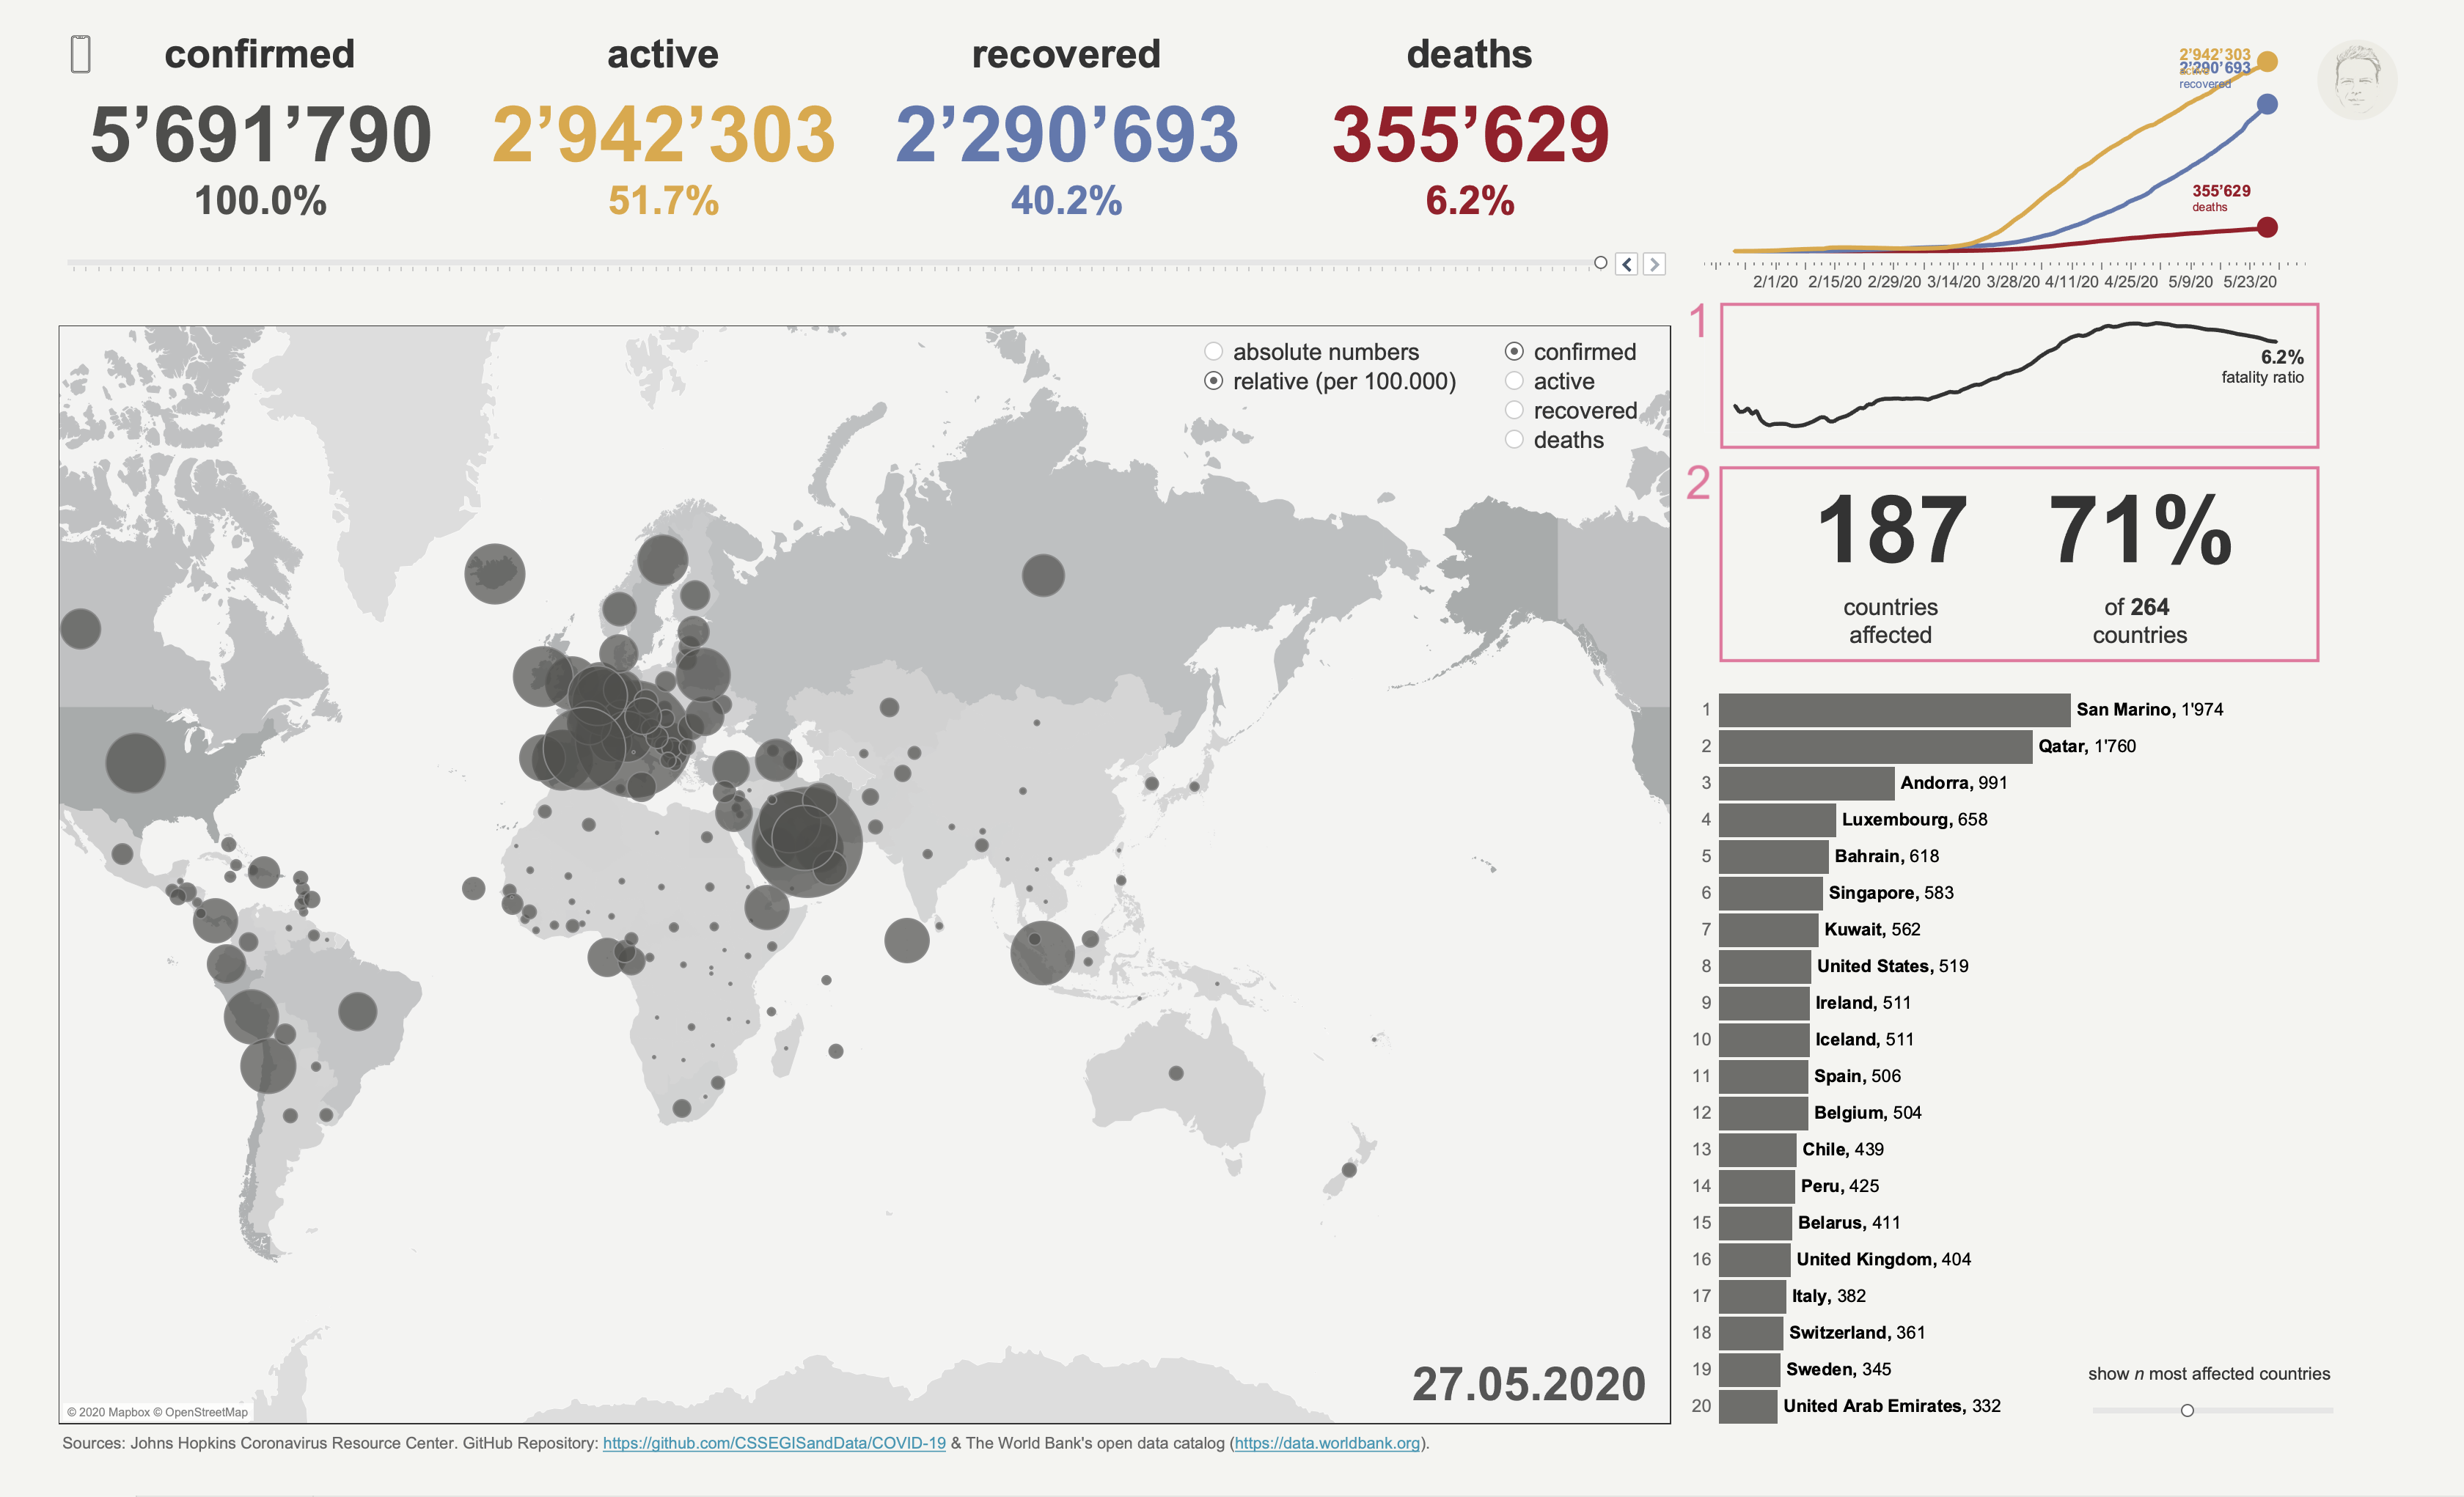 confirmed
5’691’790
100.0%
active
2’942’303
51.7%
recovered
2’290’693
40.2%
deaths
355’629
6.2%
2’942’303
active
2’290’693
recovered
355’629
deaths
2/1/20 2/15/20 2/29/20 3/14/20 3/28/20 4/11/20 4/25/20 5/9/20 5/23/20
absolute numbers
relative (per 100.000)
confirmed
active
recovered
deaths
27.05.2020
© 2020 Mapbox © OpenStreetMap
1
6.2%
fatality ratio
2
187
countries
affected
71%
of 264
countries
1 San Marino, 1'974
2 Qatar, 1'760
3 Andorra, 991
4 Luxembourg, 658
5 Bahrain, 618
6 Singapore, 583
7 Kuwait, 562
8 United States, 519
9 Ireland, 511
10 Iceland, 511
11 Spain, 506
12 Belgium, 504
13 Chile, 439
14 Peru, 425
15 Belarus, 411
16 United Kingdom, 404
17 Italy, 382
18 Switzerland, 361
19 Sweden, 345
20 United Arab Emirates, 332
show n most affected countries
Sources: Johns Hopkins Coronavirus Resource Center. GitHub Repository: https://github.com/CSSEGISandData/COVID-19 & The World Bank's open data catalog (https://data.worldbank.org).